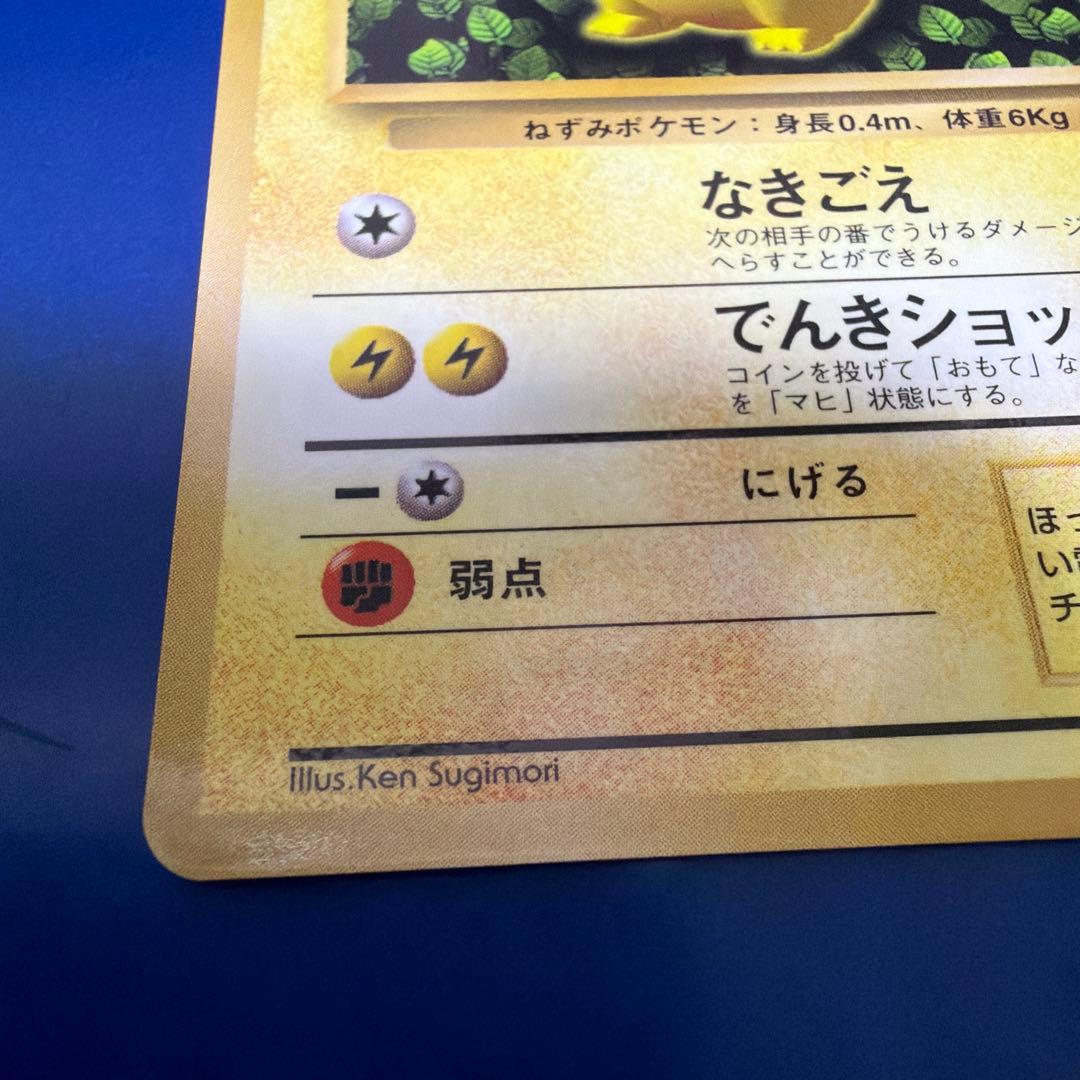 ねずみポケモン：身長0.4m、体重6Kg
なきごえ
次の相手の番でうけるダメージ
へらすことができる。
でんきショッ
コインを投げて「おもて」な
を「マヒ」状態にする。
にげる
ほっ
い電
チ
弱点
Illus.Ken Sugimori